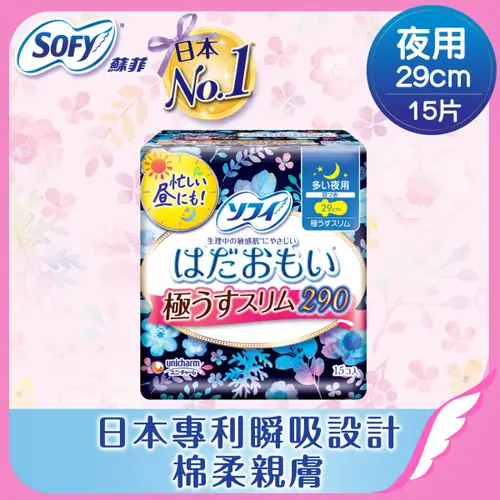 SOFY
蘇菲
日本
No.1
夜用
29cm
15片
忙しい
昼にも!
ソフィ
生理中の敏感肌にやさしい
はだおもい
極うすスリム290
多い夜用
羽つき
29cm
極うすスリム
unicharm
ユニ・チャーム
15コ入
日本專利瞬吸設計
棉柔親膚